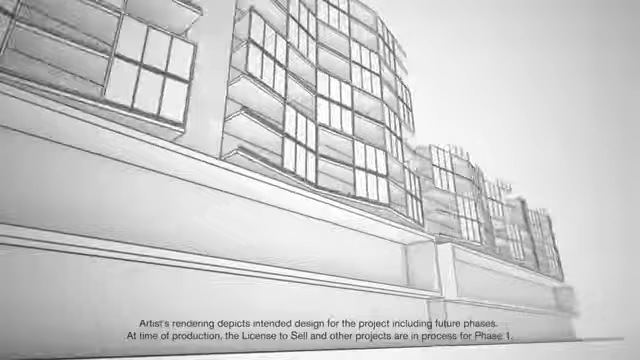 Artist's rendering depicts intended design for the project including future phases.
At time of production, the License to Sell and other projects are in process for Phase 1.